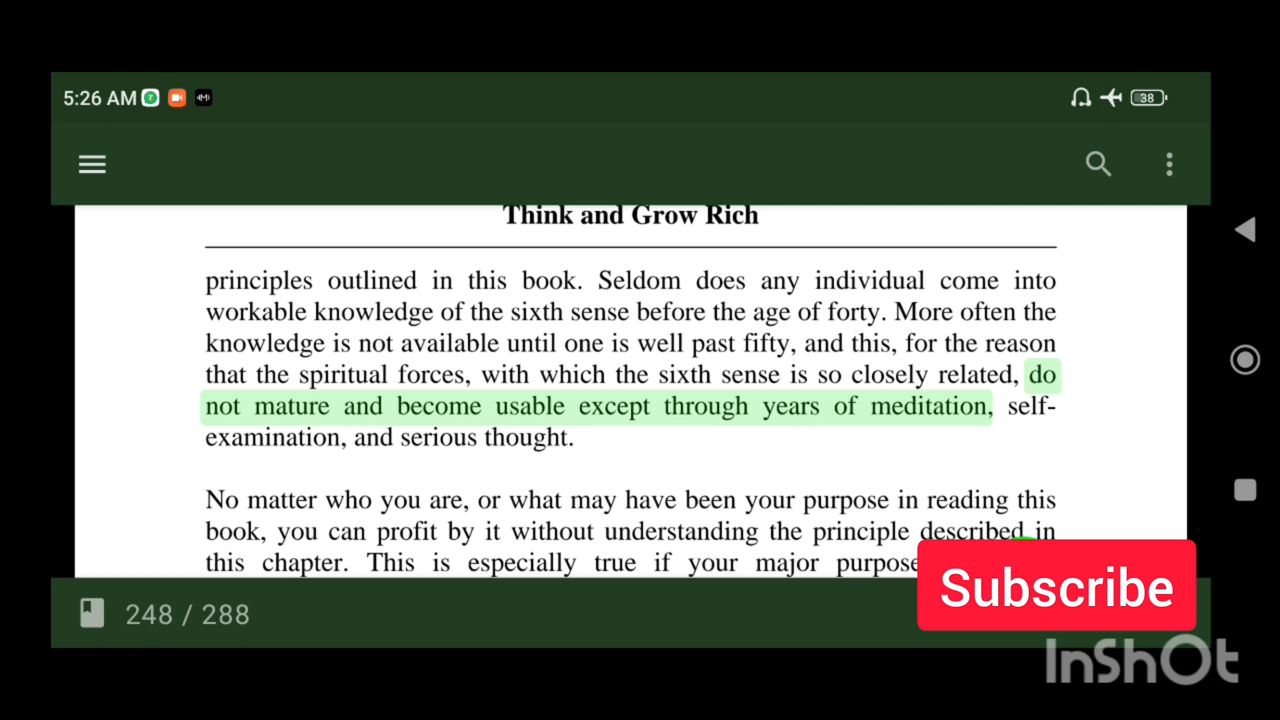 5:26 AM
38
Think and Grow Rich
principles outlined in this book. Seldom does any individual come into
workable knowledge of the sixth sense before the age of forty. More often the
knowledge is not available until one is well past fifty, and this, for the reason
that the spiritual forces, with which the sixth sense is so closely related, do
not mature and become usable except through years of meditation, self-
examination, and serious thought.
No matter who you are, or what may have been your purpose in reading this
book, you can profit by it without understanding the principle described in
this chapter. This is especially true if your major purpose
Subscribe
248 / 288
InShOt